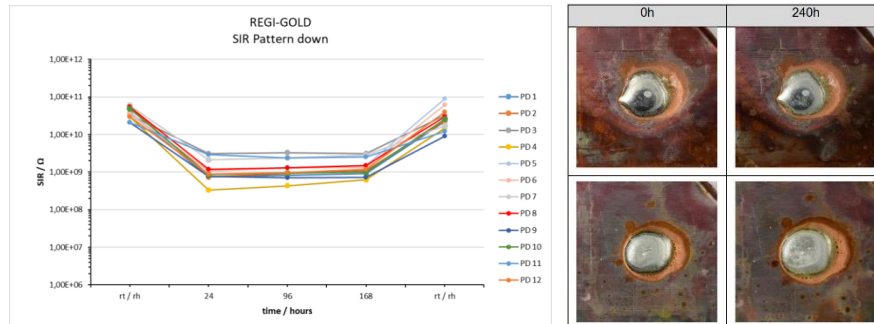 REGI-GOLD
SIR Pattern down
1,00E+12
1,00E+11
1,00E+10
1,00E+09
1,00E+08
1,00E+07
1,00E+06
SIR / Ω
rt / rh
24
96
168
rt / rh
time / hours
PD 1
PD 2
PD 3
PD 4
PD 5
PD 6
PD 7
PD 8
PD 9
PD 10
PD 11
PD 12
0h
240h